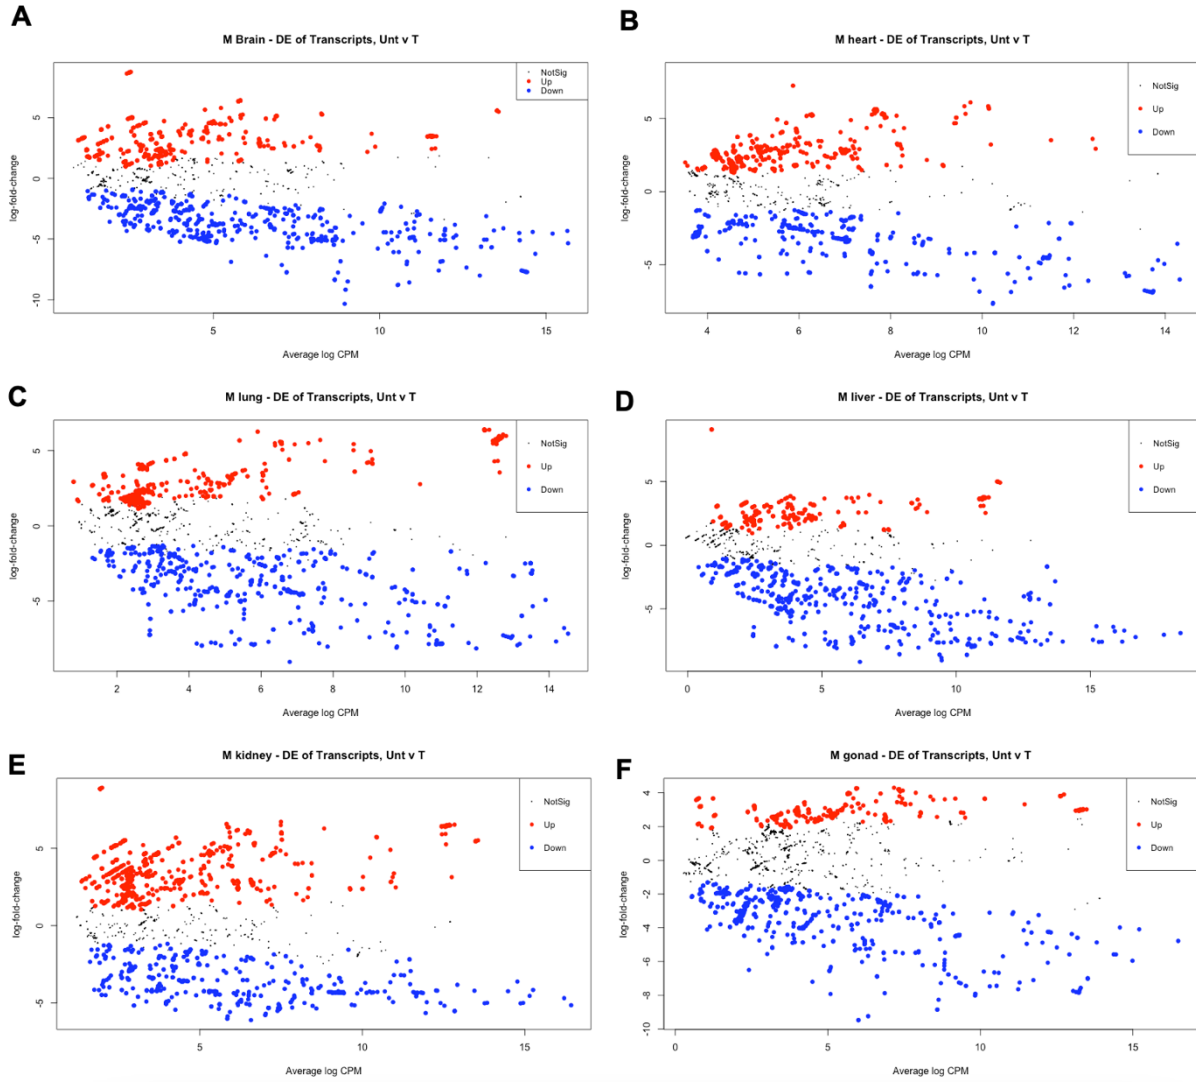 A
M Brain - DE of Transcripts, Unt v T
NotSig
Up
Down
5
0
-5
-10
log-fold-change
5
10
15
Average log CPM
B
M heart - DE of Transcripts, Unt v T
NotSig
Up
Down
5
0
-5
log-fold-change
4
6
8
10
12
14
Average log CPM
C
M lung - DE of Transcripts, Unt v T
NotSig
Up
Down
5
0
-5
log-fold-change
2
4
6
8
10
12
14
Average log CPM
D
M liver - DE of Transcripts, Unt v T
NotSig
Up
Down
5
0
-5
log-fold-change
0
5
10
15
Average log CPM
E
M kidney - DE of Transcripts, Unt v T
NotSig
Up
Down
5
0
-5
log-fold-change
5
10
15
Average log CPM
F
M gonad - DE of Transcripts, Unt v T
NotSig
Up
Down
4
2
0
-2
-4
-6
-8
-10
log-fold-change
0
5
10
15
Average log CPM